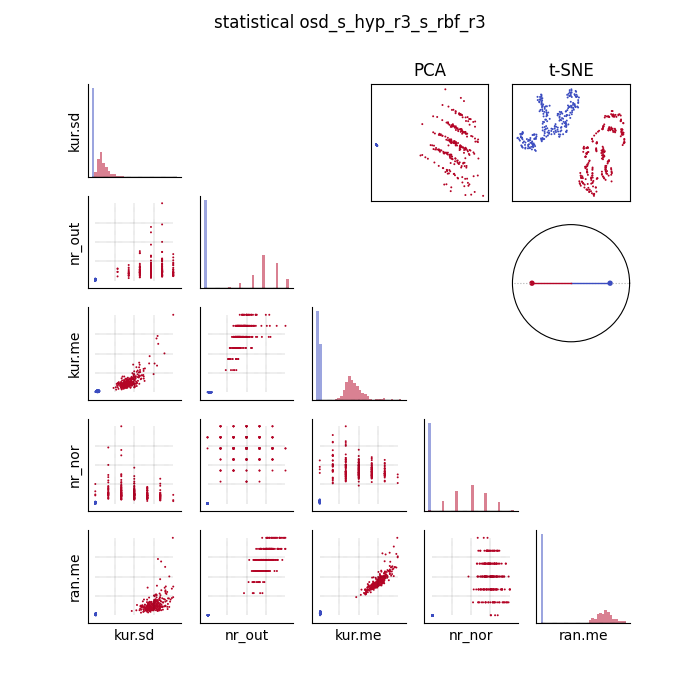 statistical osd_s_hyp_r3_s_rbf_r3
PCA
t-SNE
kur.sd
nr_out
kur.me
nr_nor
ran.me
kur.sd
nr_out
kur.me
nr_nor
ran.me